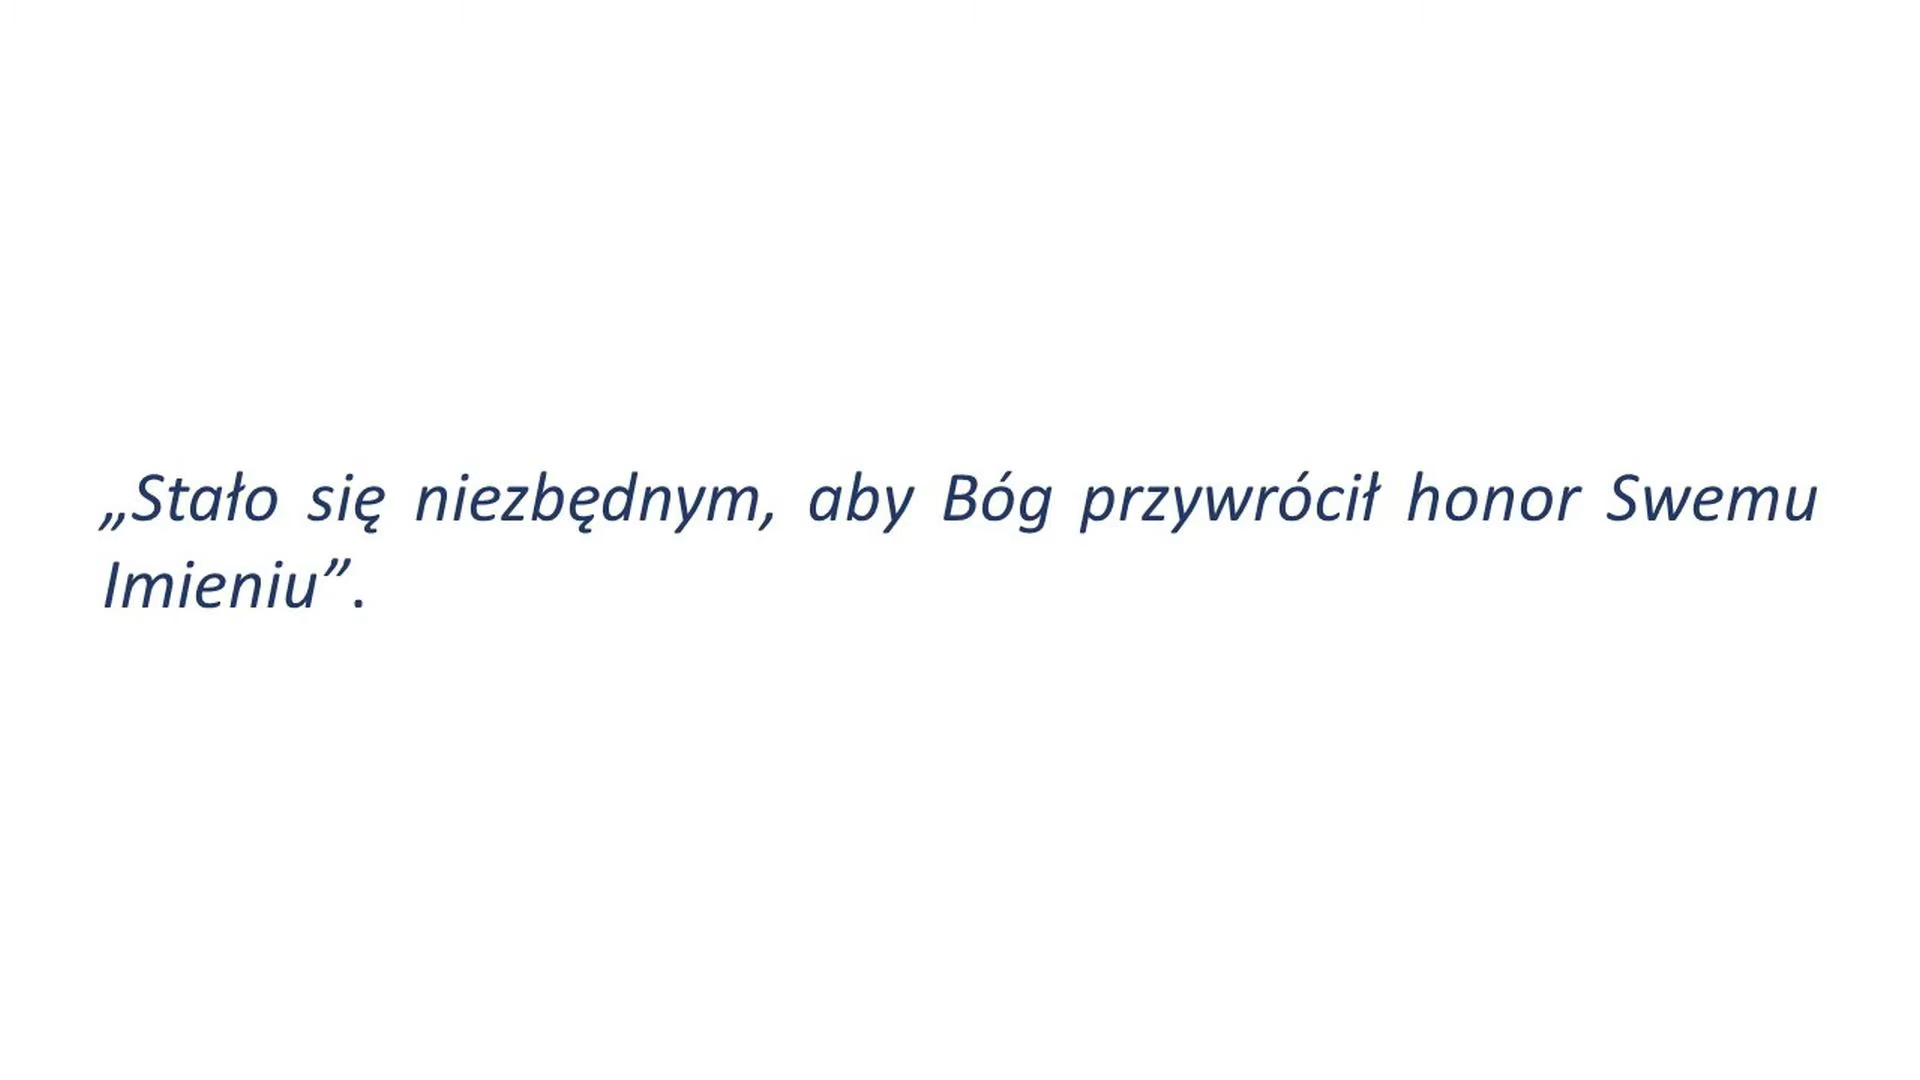 „Stało się niezbędnym, aby Bóg przywrócił honor Swemu
Imieniu”.